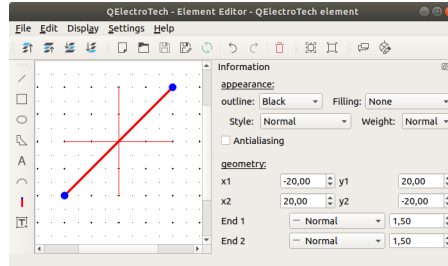 QElectroTech - Element Editor - QElectroTech element
File Edit Display Settings Help
Information
appearance:
outline: Black Filling: None
Style: Normal Weight: Normal
Antialiasing
geometry:
x1 -20,00 y1 20,00
x2 20,00 y2 -20,00
End 1 Normal 1,50
End 2 Normal 1,50
A
T